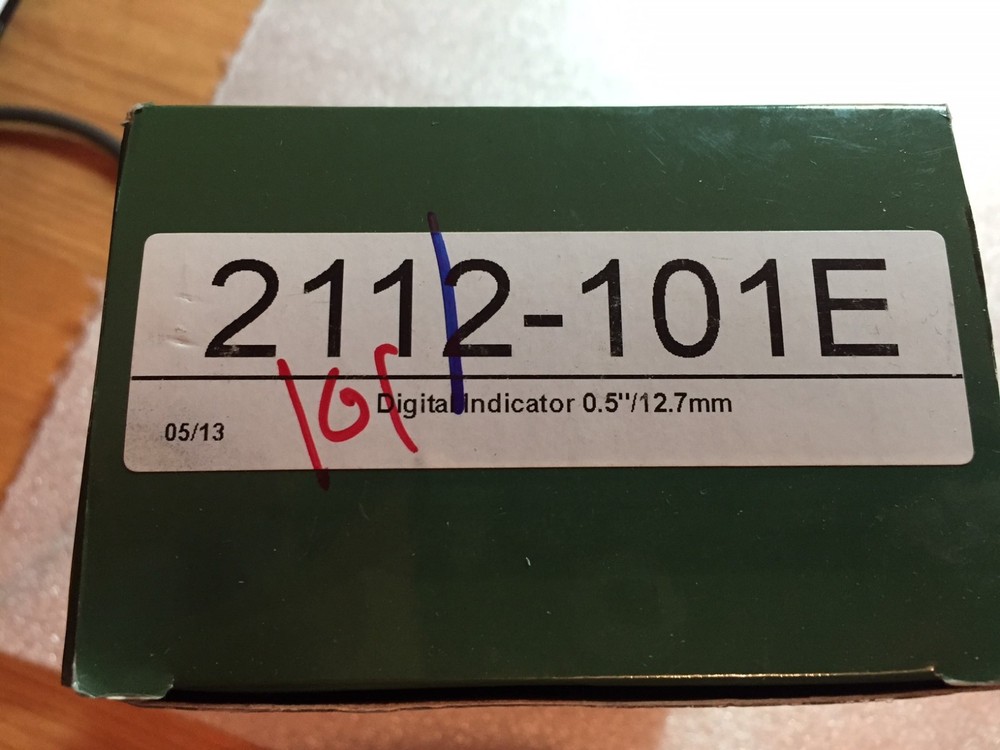 2112-101E
Digital Indicator 0.5"/12.7mm
05/13